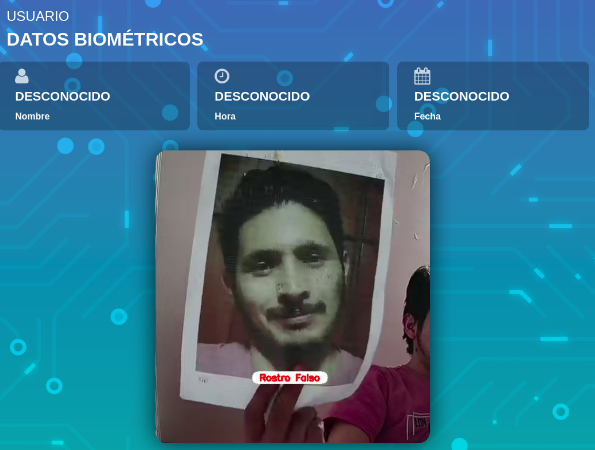 USUARIO
DATOS BIOMÉTRICOS
DESCONOCIDO
Nombre
DESCONOCIDO
Hora
DESCONOCIDO
Fecha
Rostro Falso